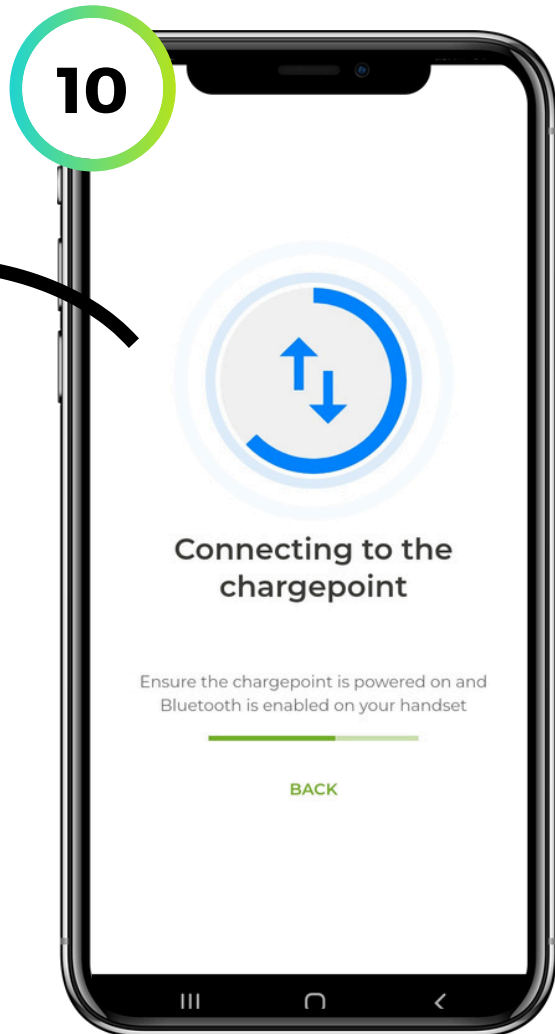 10
Connecting to the
chargepoint
Ensure the chargepoint is powered on and
Bluetooth is enabled on your handset
BACK